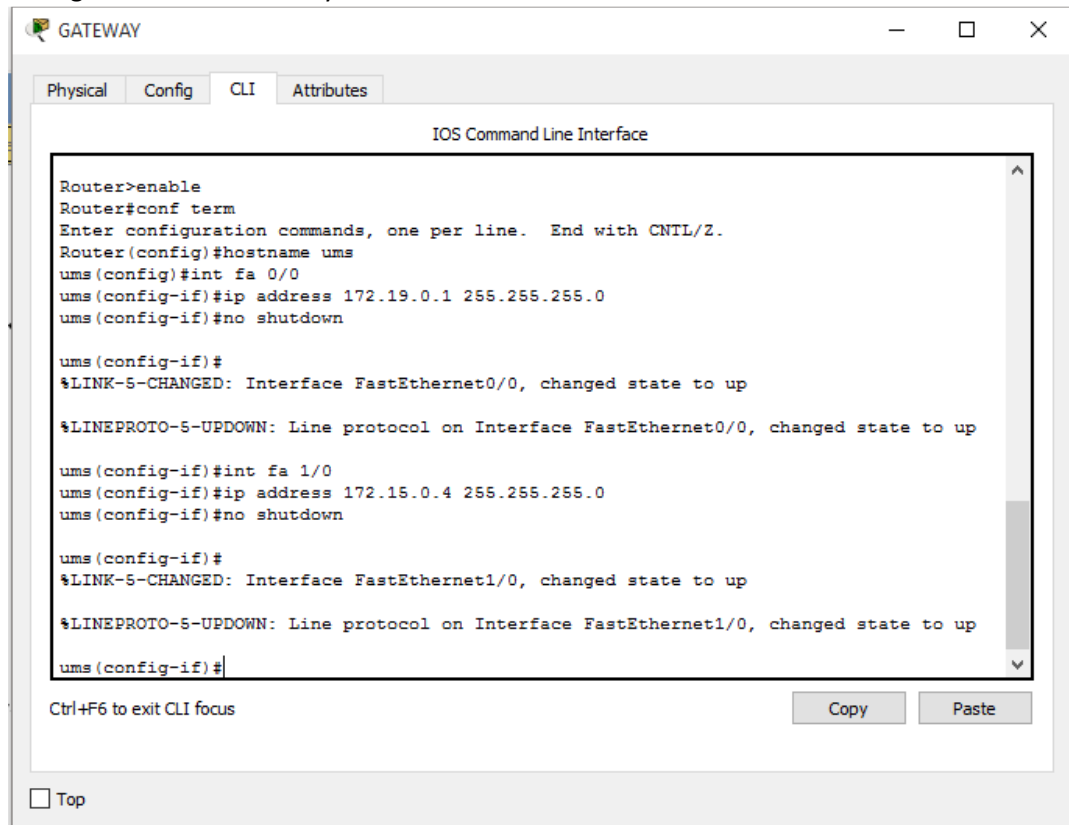 GATEWAY
Physical Config CLI Attributes
IOS Command Line Interface
Router>enable
Router#conf term
Enter configuration commands, one per line.  End with CNTL/Z.
Router(config)#hostname ums
ums(config)#int fa 0/0
ums(config-if)#ip address 172.19.0.1 255.255.255.0
ums(config-if)#no shutdown
ums(config-if)#
%LINK-5-CHANGED: Interface FastEthernet0/0, changed state to up
%LINEPROTO-5-UPDOWN: Line protocol on Interface FastEthernet0/0, changed state to up
ums(config-if)#int fa 1/0
ums(config-if)#ip address 172.15.0.4 255.255.255.0
ums(config-if)#no shutdown
ums(config-if)#
%LINK-5-CHANGED: Interface FastEthernet1/0, changed state to up
%LINEPROTO-5-UPDOWN: Line protocol on Interface FastEthernet1/0, changed state to up
ums(config-if)#
Ctrl+F6 to exit CLI focus Copy Paste
Top